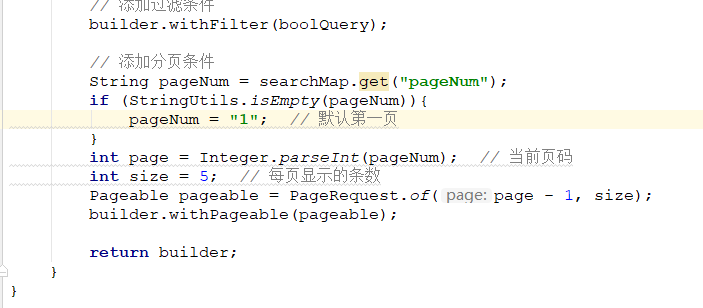 // 添加过滤条件
builder.withFilter(boolQuery);
// 添加分页条件
String pageNum = searchMap.get("pageNum");
if (StringUtils.isEmpty(pageNum)){
pageNum = "1";  // 默认第一页
}
int page = Integer.parseInt(pageNum);  // 当前页码
int size = 5;  // 每页显示的条数
Pageable pageable = PageRequest.of( page: page - 1, size);
builder.withPageable(pageable);
return builder;
}
}